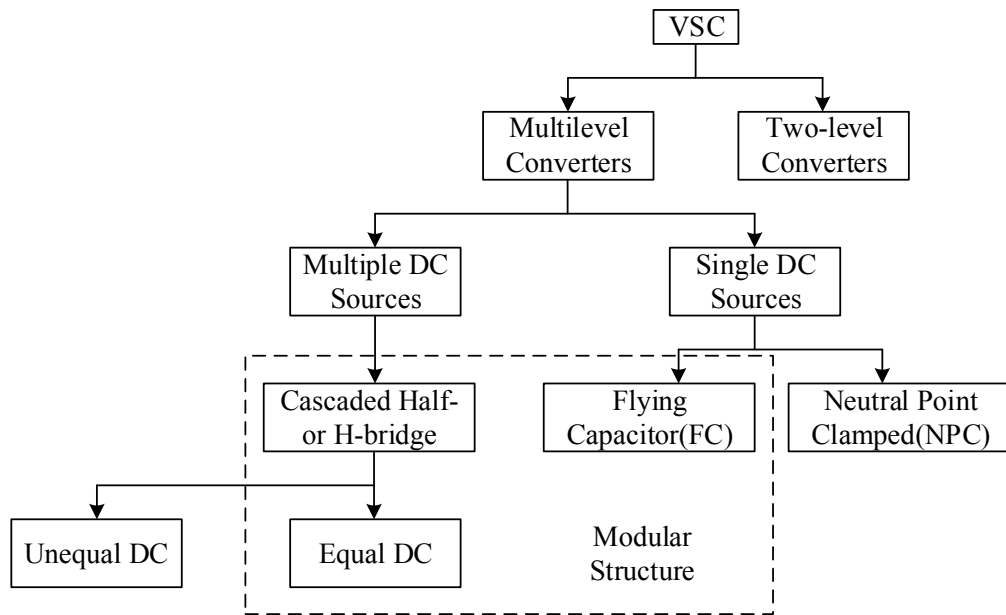 VSC
Multilevel
Converters
Two-level
Converters
Multiple DC
Sources
Single DC
Sources
Cascaded Half-
or H-bridge
Flying
Capacitor(FC)
Neutral Point
Clamped(NPC)
Unequal DC
Equal DC
Modular
Structure